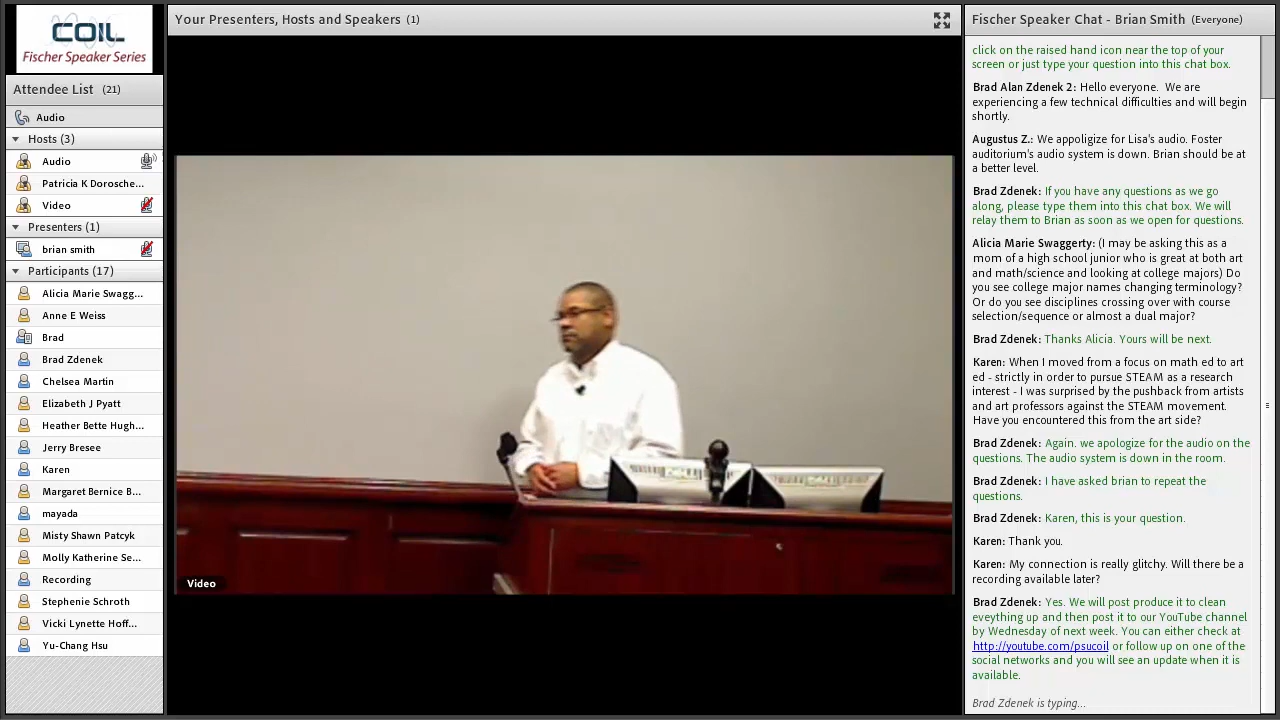 COIL
Fischer Speaker Series
Attendee List (21)
Audio
Hosts (3)
Audio
Patricia K Dorosche...
Video
Presenters (1)
brian smith
Participants (17)
Alicia Marie Swagg...
Anne E Weiss
Brad
Brad Zdenek
Chelsea Martin
Elizabeth J Pyatt
Heather Bette Hugh...
Jerry Bresee
Karen
Margaret Bernice B...
mayada
Misty Shawn Patcyk
Molly Katherine Se...
Recording
Stephenie Schroth
Vicki Lynette Hoff...
Yu-Chang Hsu
Your Presenters, Hosts and Speakers (1)
Video
Fischer Speaker Chat - Brian Smith (Everyone)
click on the raised hand icon near the top of your
screen or just type your question into this chat box.
Brad Alan Zdenek 2: Hello everyone. We are
experiencing a few technical difficulties and will begin
shortly.
Augustus Z.: We appoligize for Lisa's audio. Foster
auditorium's audio system is down. Brian should be at
a better level.
Brad Zdenek: If you have any questions as we go
along, please type them into this chat box. We will
relay them to Brian as soon as we open for questions.
Alicia Marie Swaggerty: (I may be asking this as a
mom of a high school junior who is great at both art
and math/science and looking at college majors) Do
you see college major names changing terminology?
Or do you see disciplines crossing over with course
selection/sequence or almost a dual major?
Brad Zdenek: Thanks Alicia. Yours will be next.
Karen: When I moved from a focus on math ed to art
ed - strictly in order to pursue STEAM as a research
interest - I was surprised by the pushback from artists
and art professors against the STEAM movement.
Have you encountered this from the art side?
Brad Zdenek: Again. we apologize for the audio on the
questions. The audio system is down in the room.
Brad Zdenek: I have asked brian to repeat the
questions.
Brad Zdenek: Karen, this is your question.
Karen: Thank you.
Karen: My connection is really glitchy. Will there be a
recording available later?
Brad Zdenek: Yes. We will post produce it to clean
eveything up and then post it to our YouTube channel
by Wednesday of next week. You can either check at
http://youtube.com/psucoil or follow up on one of the
social networks and you will see an update when it is
available.
Brad Zdenek is typing...